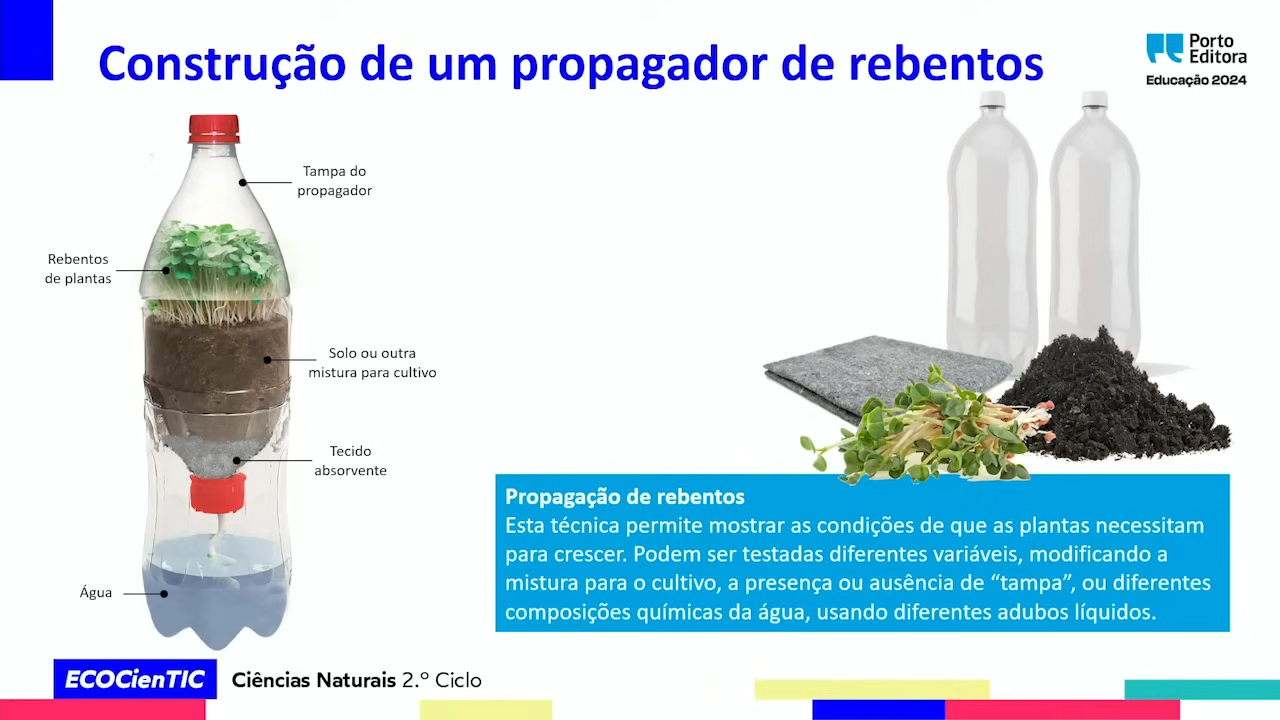 Construção de um propagador de rebentos
Porto
Editora
Educação 2024
Tampa do
propagador
Rebentos
de plantas
Solo ou outra
mistura para cultivo
Tecido
absorvente
Água
Propagação de rebentos
Esta técnica permite mostrar as condições de que as plantas necessitam
para crescer. Podem ser testadas diferentes variáveis, modificando a
mistura para o cultivo, a presença ou ausência de “tampa”, ou diferentes
composições químicas da água, usando diferentes adubos líquidos.
ECOCienTIC Ciências Naturais 2.º Ciclo